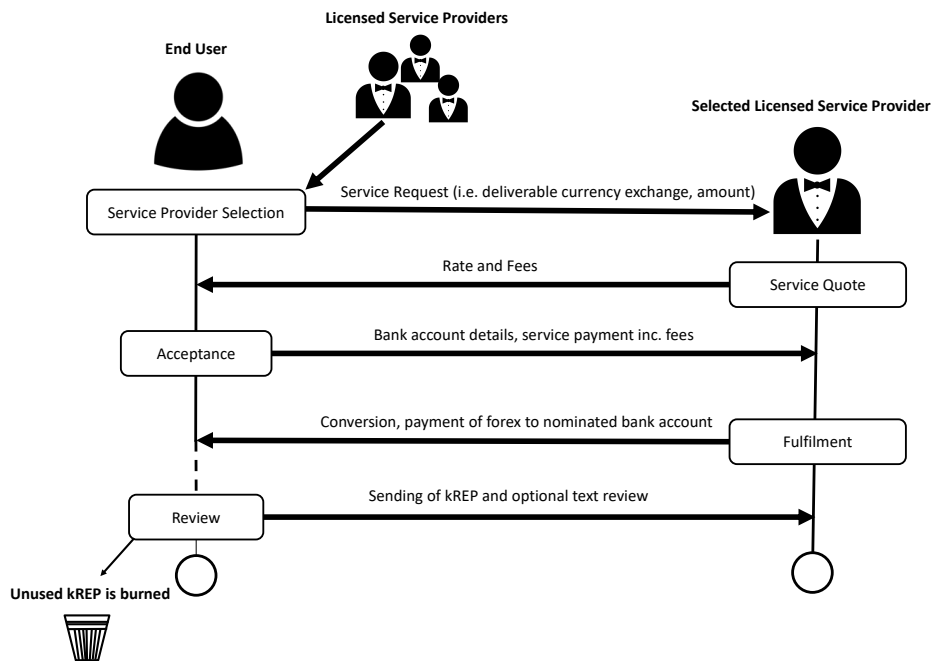 Licensed Service Providers
End User
Selected Licensed Service Provider
Service Request (i.e. deliverable currency exchange, amount)
Service Provider Selection
Rate and Fees
Service Quote
Bank account details, service payment inc. fees
Acceptance
Conversion, payment of forex to nominated bank account
Fulfilment
Sending of kREP and optional text review
Review
Unused kREP is burned